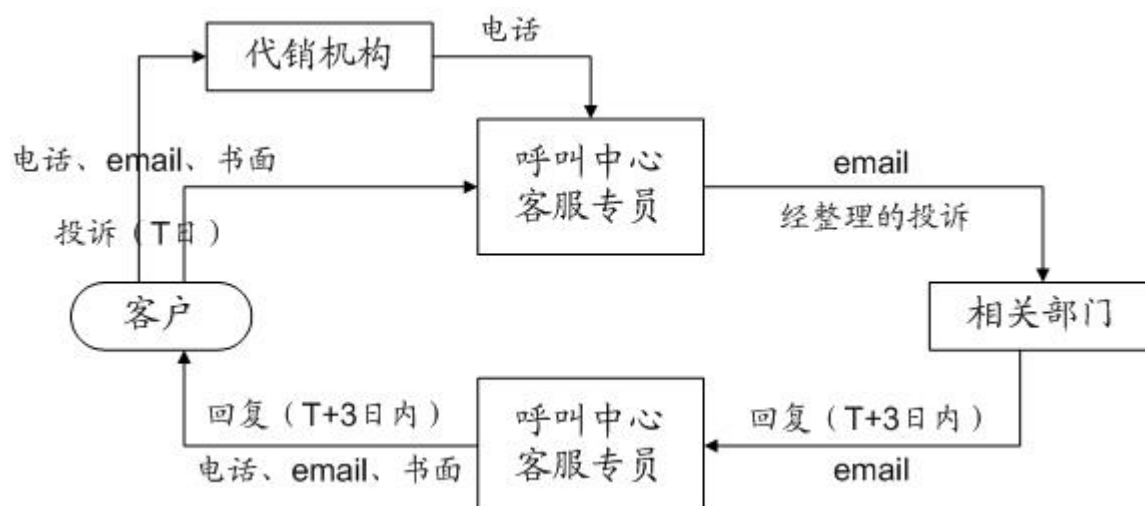 代销机构
电话
电话、email、书面
投诉（T日）
呼叫中心
客服专员
email
经整理的投诉
客户
相关部门
回复（T+3日内）
电话、email、书面
呼叫中心
客服专员
回复（T+3日内）
email